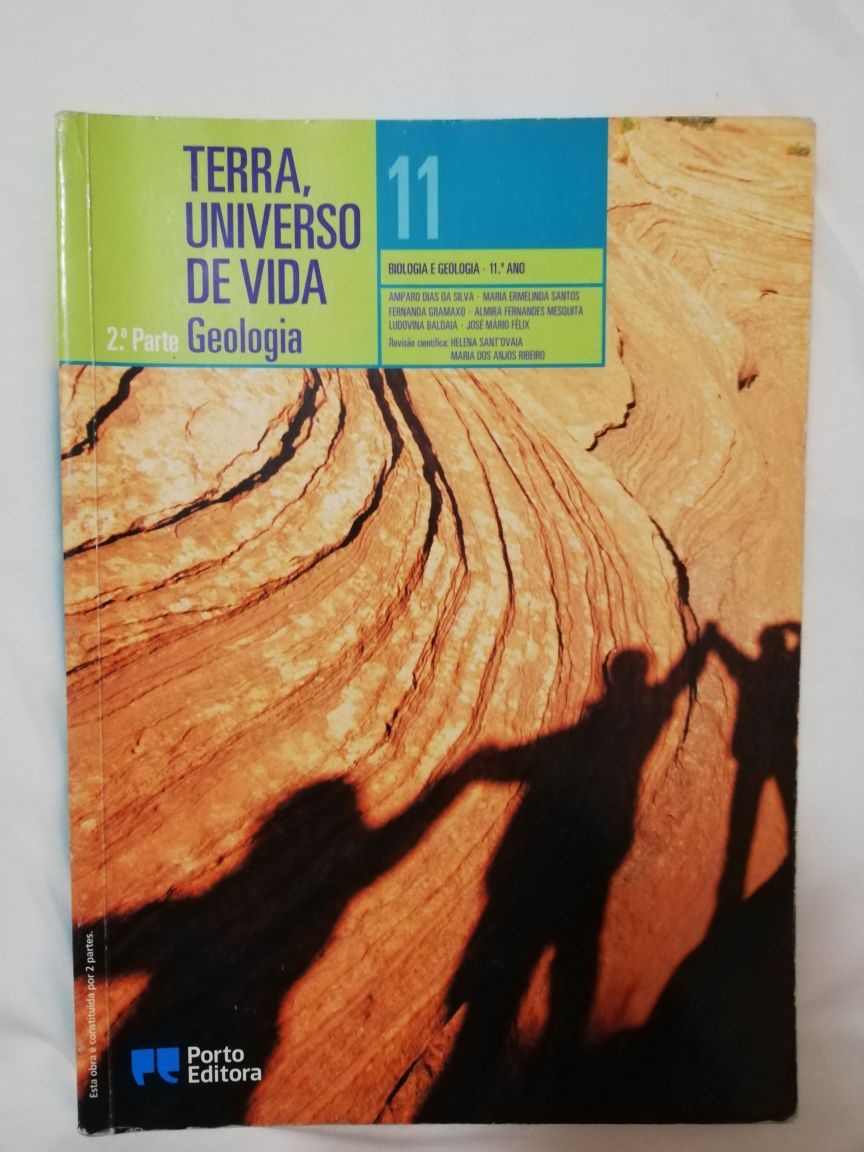 TERRA,
UNIVERSO
DE VIDA
2.ª Parte Geologia
11
BIOLOGIA E GEOLOGIA · 11.º ANO
AMPARO DIAS DA SILVA · MARIA ERMELINDA SANTOS
FERNANDA GRAMAXO · ALMIRA FERNANDES MESQUITA
LUDOVINA BALDAIA · JOSÉ MÁRIO FÉLIX
Revisão científica: HELENA SANT'OVAIA
MARIA DOS ANJOS RIBEIRO
Esta obra é constituída por 2 partes.
Porto
Editora